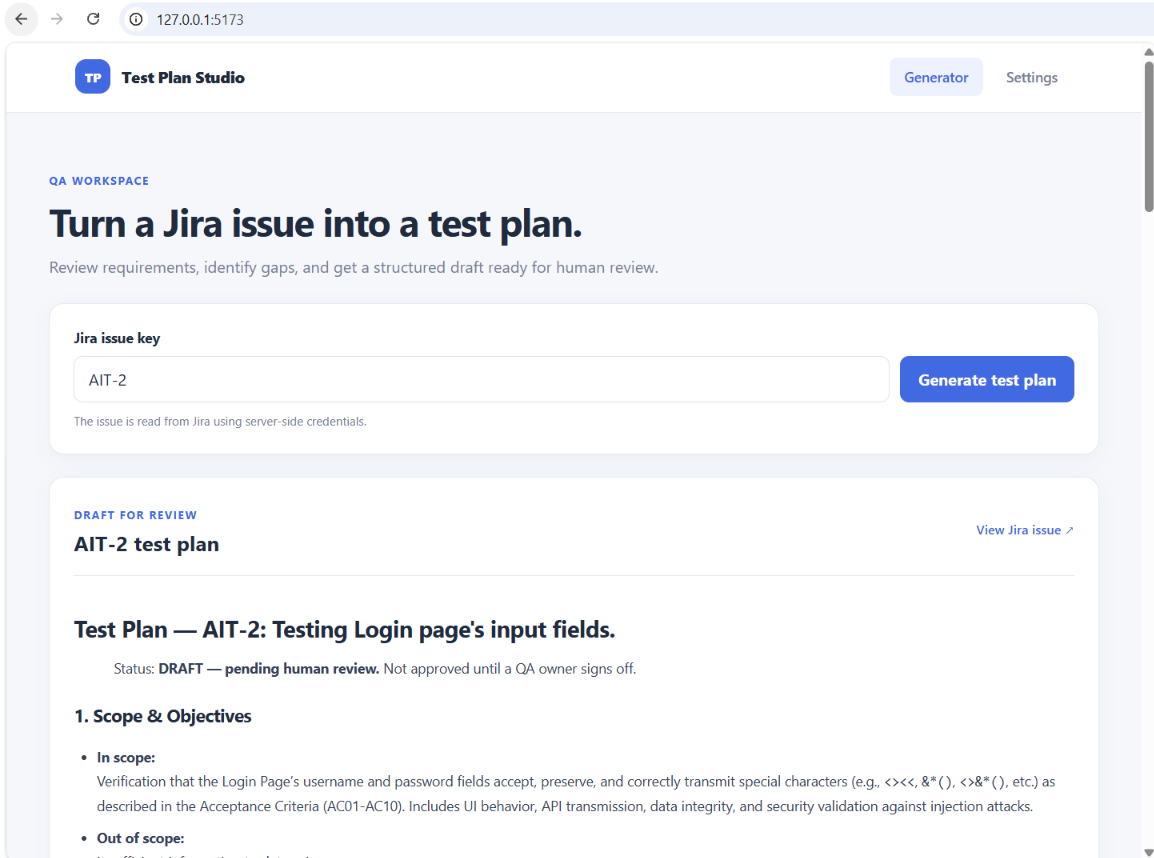 127.0.0.1:5173
TP Test Plan Studio Generator Settings
QA WORKSPACE
Turn a Jira issue into a test plan.
Review requirements, identify gaps, and get a structured draft ready for human review.
Jira issue key
AIT-2 Generate test plan
The issue is read from Jira using server-side credentials.
DRAFT FOR REVIEW
View Jira issue ↗
AIT-2 test plan
Test Plan — AIT-2: Testing Login page's input fields.
Status: DRAFT — pending human review. Not approved until a QA owner signs off.
1. Scope & Objectives
• In scope:
Verification that the Login Page’s username and password fields accept, preserve, and correctly transmit special characters (e.g., <><<, &*(), <>&*(), etc.) as
described in the Acceptance Criteria (AC01-AC10). Includes UI behavior, API transmission, data integrity, and security validation against injection attacks.
• Out of scope: